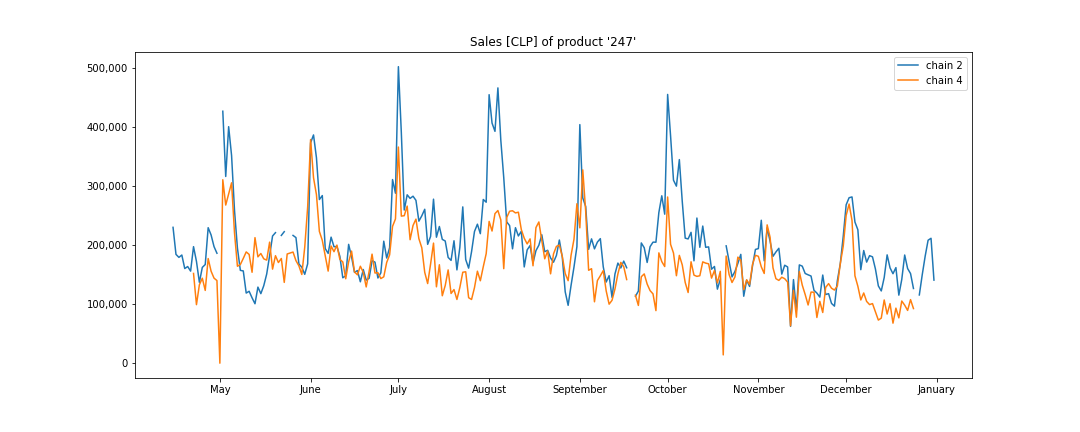 Sales [CLP] of product '247'
chain 2
chain 4
500,000
400,000
300,000
200,000
100,000
0
May June July August September October November December January